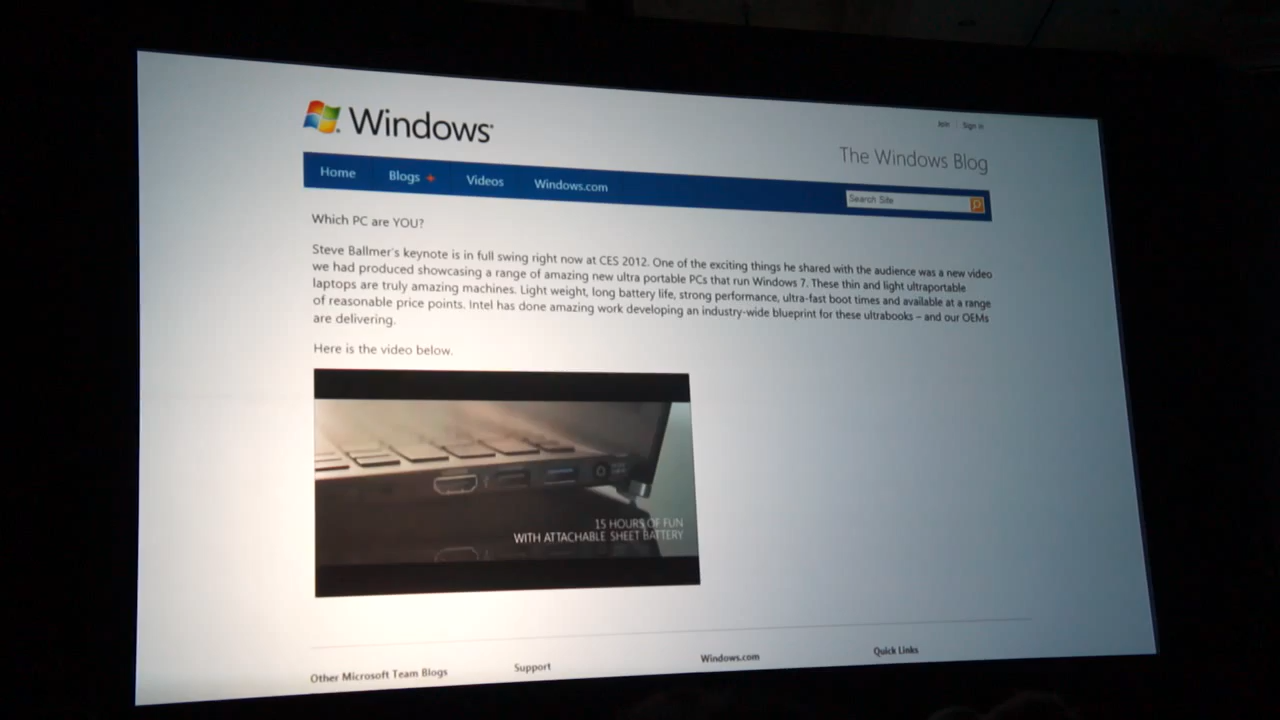 Windows
Join Sign in
The Windows Blog
Home Blogs Videos Windows.com
Search Site
Which PC are YOU?
Steve Ballmer's keynote is in full swing right now at CES 2012. One of the exciting things he shared with the audience was a new video
we had produced showcasing a range of amazing new ultra portable PCs that run Windows 7. These thin and light ultraportable
laptops are truly amazing machines. Light weight, long battery life, strong performance, ultra-fast boot times and available at a range
of reasonable price points. Intel has done amazing work developing an industry-wide blueprint for these ultrabooks – and our OEMs
are delivering.
Here is the video below.
15 HOURS OF FUN
WITH ATTACHABLE SHEET BATTERY
Other Microsoft Team Blogs Support Windows.com Quick Links